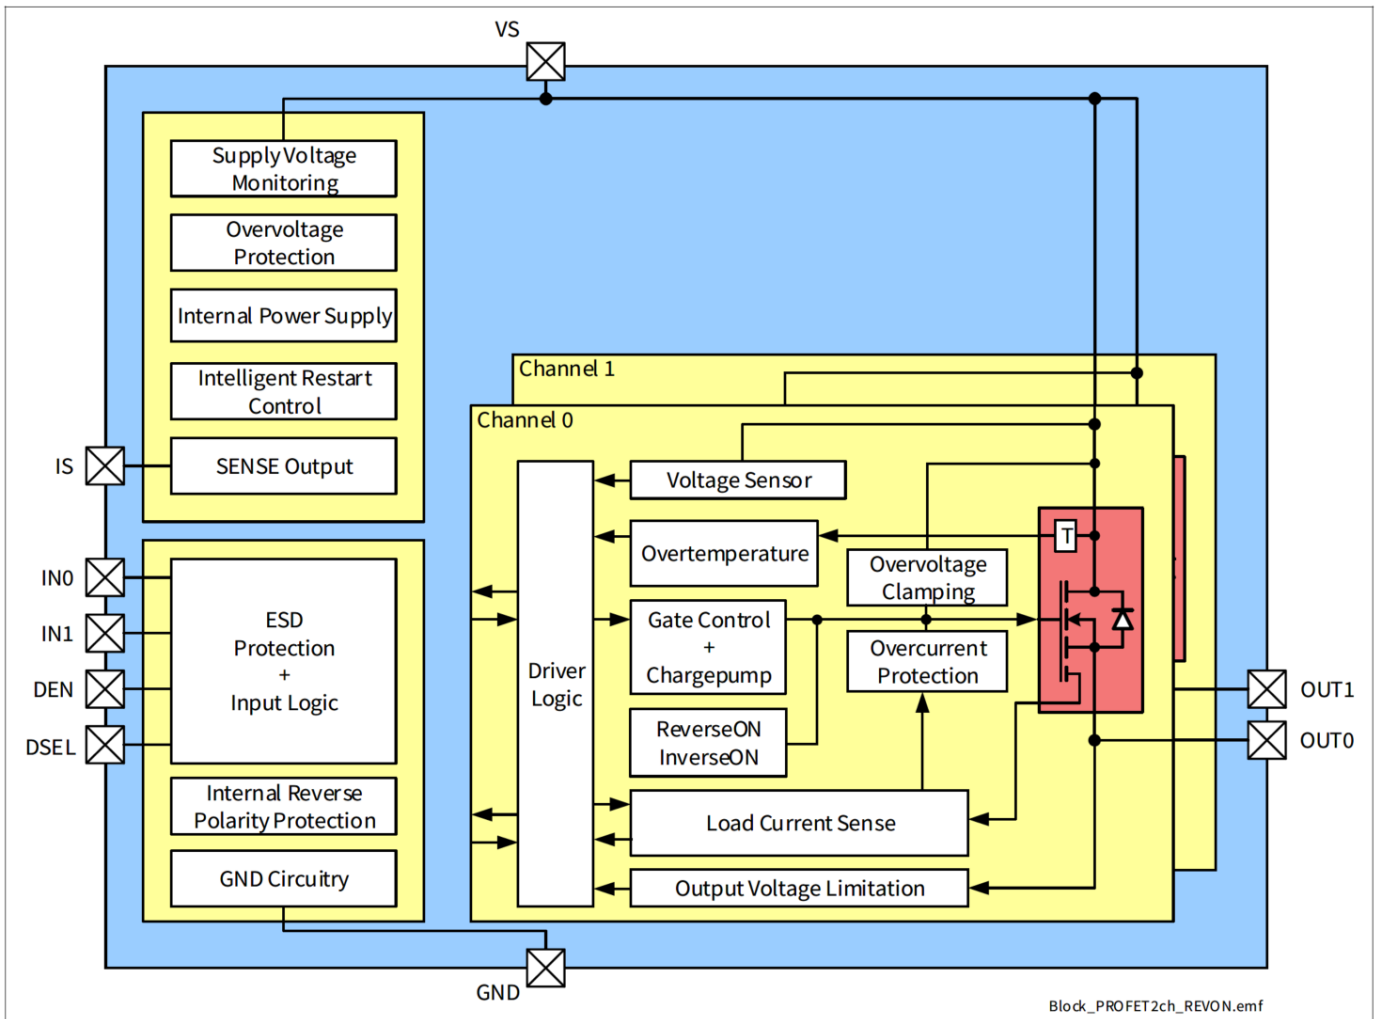 VS
Supply Voltage
Monitoring
Overvoltage
Protection
Internal Power Supply
Intelligent Restart
Control
IS
SENSE Output
IN0
IN1
DEN
DSEL
ESD
Protection
+
Input Logic
Internal Reverse
Polarity Protection
GND Circuitry
GND
Channel 1
Channel 0
Driver
Logic
Voltage Sensor
Overtemperature
T
Overvoltage
Clamping
Gate Control
+
Chargepump
Overcurrent
Protection
ReverseON
InverseON
Load Current Sense
Output Voltage Limitation
OUT1
OUT0
Block_PROFET2ch_REVON.emf